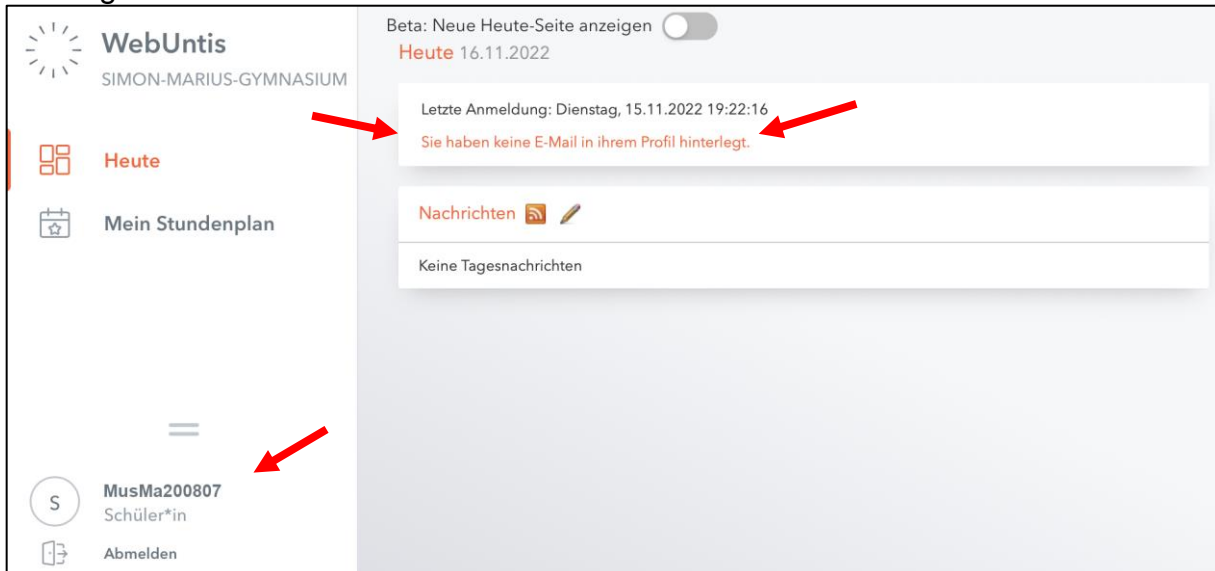 WebUntis
SIMON-MARIUS-GYMNASIUM
Heute
Mein Stundenplan
MusMa200807
S
Schüler*in
Abmelden
Beta: Neue Heute-Seite anzeigen
Heute 16.11.2022
Letzte Anmeldung: Dienstag, 15.11.2022 19:22:16
Sie haben keine E-Mail in ihrem Profil hinterlegt.
Nachrichten
Keine Tagesnachrichten